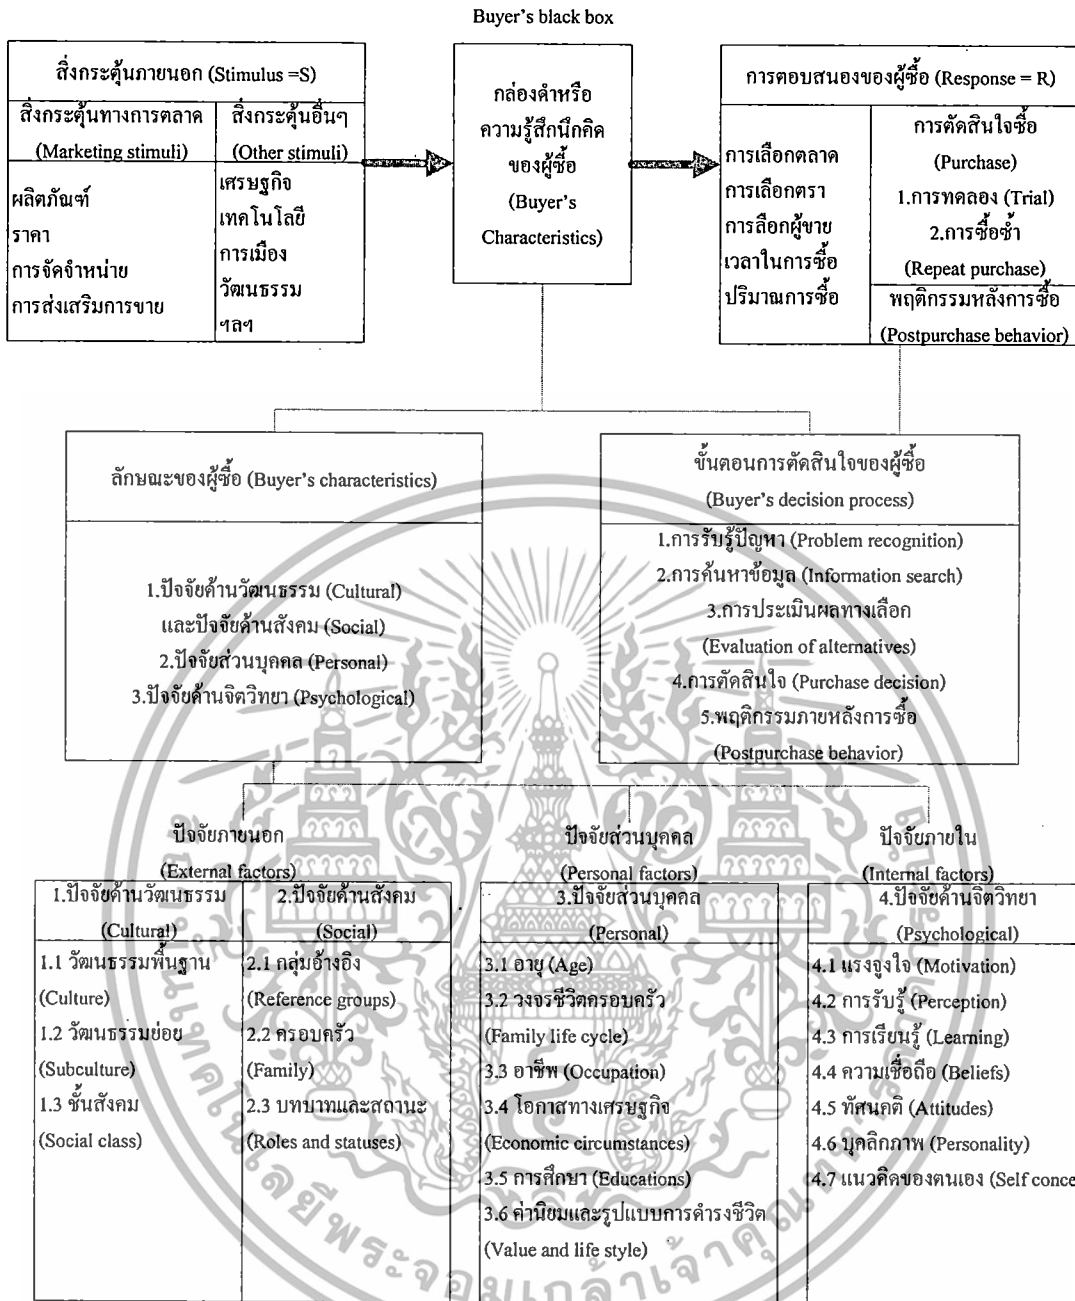 Buyer's black box
สิ่งกระตุ้นภายนอก (Stimulus =S)
สิ่งกระตุ้นทางการตลาด
(Marketing stimuli)
ผลิตภัณฑ์
ราคา
การจัดจำหน่าย
การส่งเสริมการขาย
สิ่งกระตุ้นอื่นๆ
(Other stimuli)
เศรษฐกิจ
เทคโนโลยี
การเมือง
วัฒนธรรม
ฯลฯ
กล่องดำหรือ
ความรู้สึกนึกคิด
ของผู้ซื้อ
(Buyer's
Characteristics)
การตอบสนองของผู้ซื้อ (Response = R)
การเลือกตลาด
การเลือกตรา
การลือกผู้ขาย
เวลาในการซื้อ
ปริมาณการซื้อ
การตัดสินใจซื้อ
(Purchase)
1.การทดลอง (Trial)
2.การซื้อซ้ำ
(Repeat purchase)
พฤติกรรมหลังการซื้อ
(Postpurchase behavior)
ลักษณะของผู้ซื้อ (Buyer's characteristics)
1.ปัจจัยด้านวัฒนธรรม (Cultural)
และปัจจัยด้านสังคม (Social)
2.ปัจจัยส่วนบุคคล (Personal)
3.ปัจจัยด้านจิตวิทยา (Psychological)
ขั้นตอนการตัดสินใจของผู้ซื้อ
(Buyer's decision process)
1.การรับรู้ปัญหา (Problem recognition)
2.การค้นหาข้อมูล (Information search)
3.การประเมินผลทางเลือก
(Evaluation of alternatives)
4.การตัดสินใจ (Purchase decision)
5.พฤติกรรมภายหลังการซื้อ
(Postpurchase behavior)
ปัจจัยภายนอก
(External factors)
1.ปัจจัยด้านวัฒนธรรม
(Cultural)
1.1 วัฒนธรรมพื้นฐาน
(Culture)
1.2 วัฒนธรรมย่อย
(Subculture)
1.3 ชั้นสังคม
(Social class)
2.ปัจจัยด้านสังคม
(Social)
2.1 กลุ่มอ้างอิง
(Reference groups)
2.2 ครอบครัว
(Family)
2.3 บทบาทและสถานะ
(Roles and statuses)
ปัจจัยส่วนบุคคล
(Personal factors)
3.ปัจจัยส่วนบุคคล
(Personal)
3.1 อายุ (Age)
3.2 วงจรชีวิตครอบครัว
(Family life cycle)
3.3 อาชีพ (Occupation)
3.4 โอกาสทางเศรษฐกิจ
(Economic circumstances)
3.5 การศึกษา (Educations)
3.6 ค่านิยมและรูปแบบการดำรงชีวิต
(Value and life style)
ปัจจัยภายใน
(Internal factors)
4.ปัจจัยด้านจิตวิทยา
(Psychological)
4.1 แรงจูงใจ (Motivation)
4.2 การรับรู้ (Perception)
4.3 การเรียนรู้ (Learning)
4.4 ความเชื่อถือ (Beliefs)
4.5 ทัศนคติ (Attitudes)
4.6 บุคลิกภาพ (Personality)
4.7 แนวคิดของตนเอง (Self conce